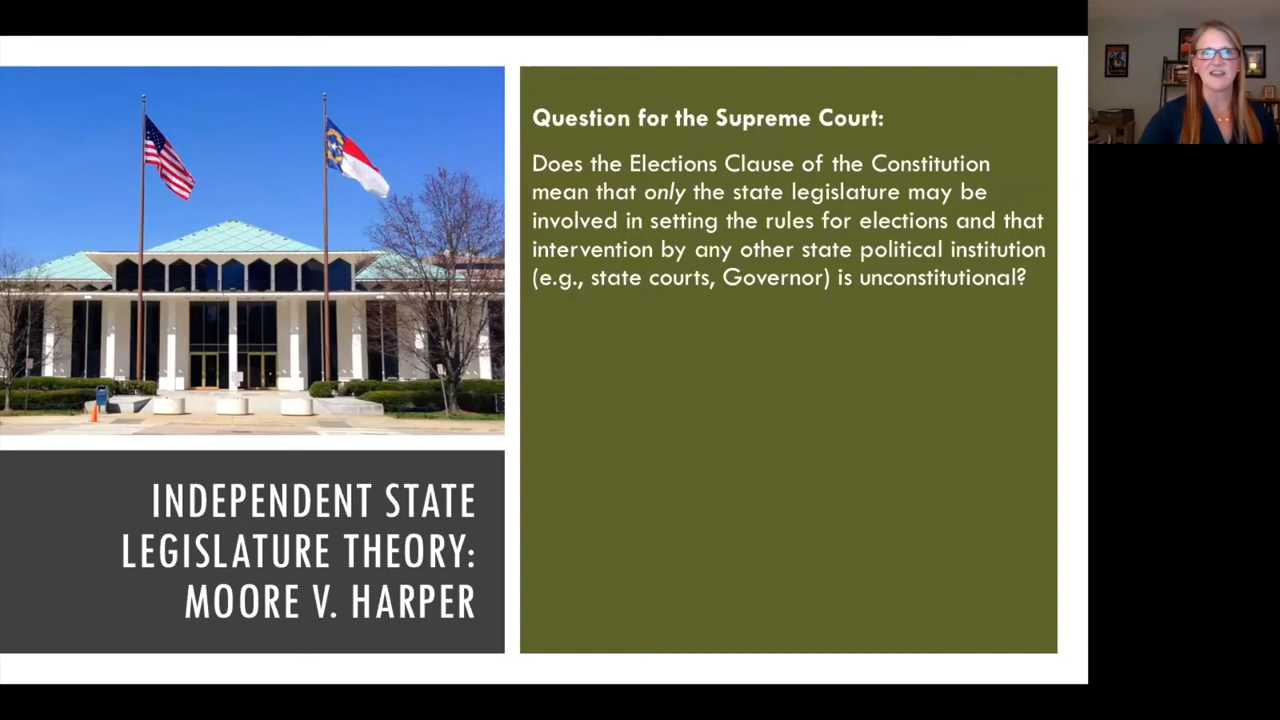 Question for the Supreme Court:
Does the Elections Clause of the Constitution
mean that only the state legislature may be
involved in setting the rules for elections and that
intervention by any other state political institution
(e.g., state courts, Governor) is unconstitutional?
INDEPENDENT STATE
LEGISLATURE THEORY:
MOORE V. HARPER